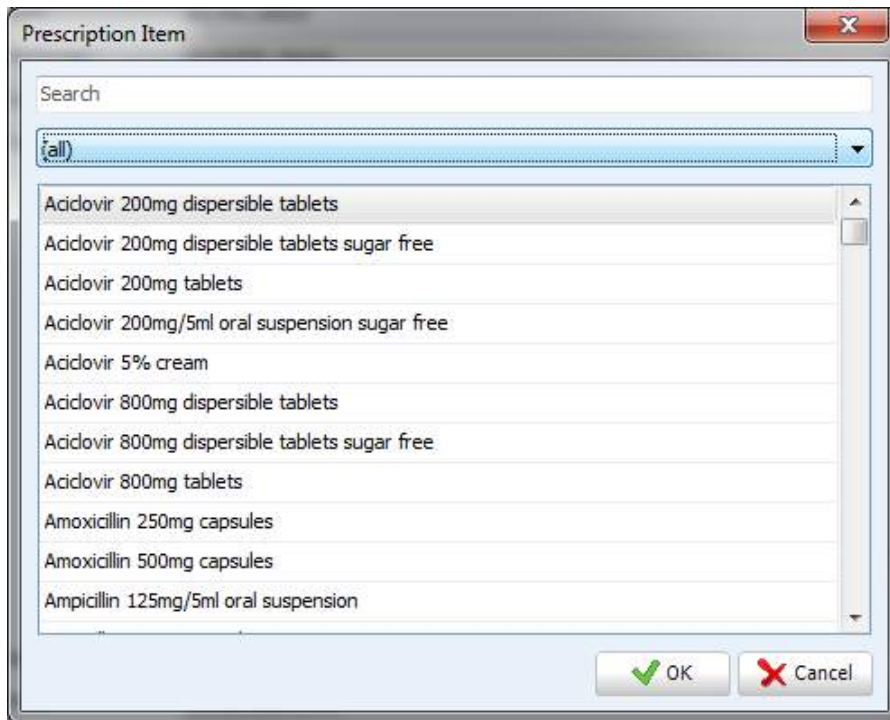 Prescription Item
Search
(all)
Aciclovir 200mg dispersible tablets
Aciclovir 200mg dispersible tablets sugar free
Aciclovir 200mg tablets
Aciclovir 200mg/5ml oral suspension sugar free
Aciclovir 5% cream
Aciclovir 800mg dispersible tablets
Aciclovir 800mg dispersible tablets sugar free
Aciclovir 800mg tablets
Amoxicillin 250mg capsules
Amoxicillin 500mg capsules
Ampicillin 125mg/5ml oral suspension
OK Cancel